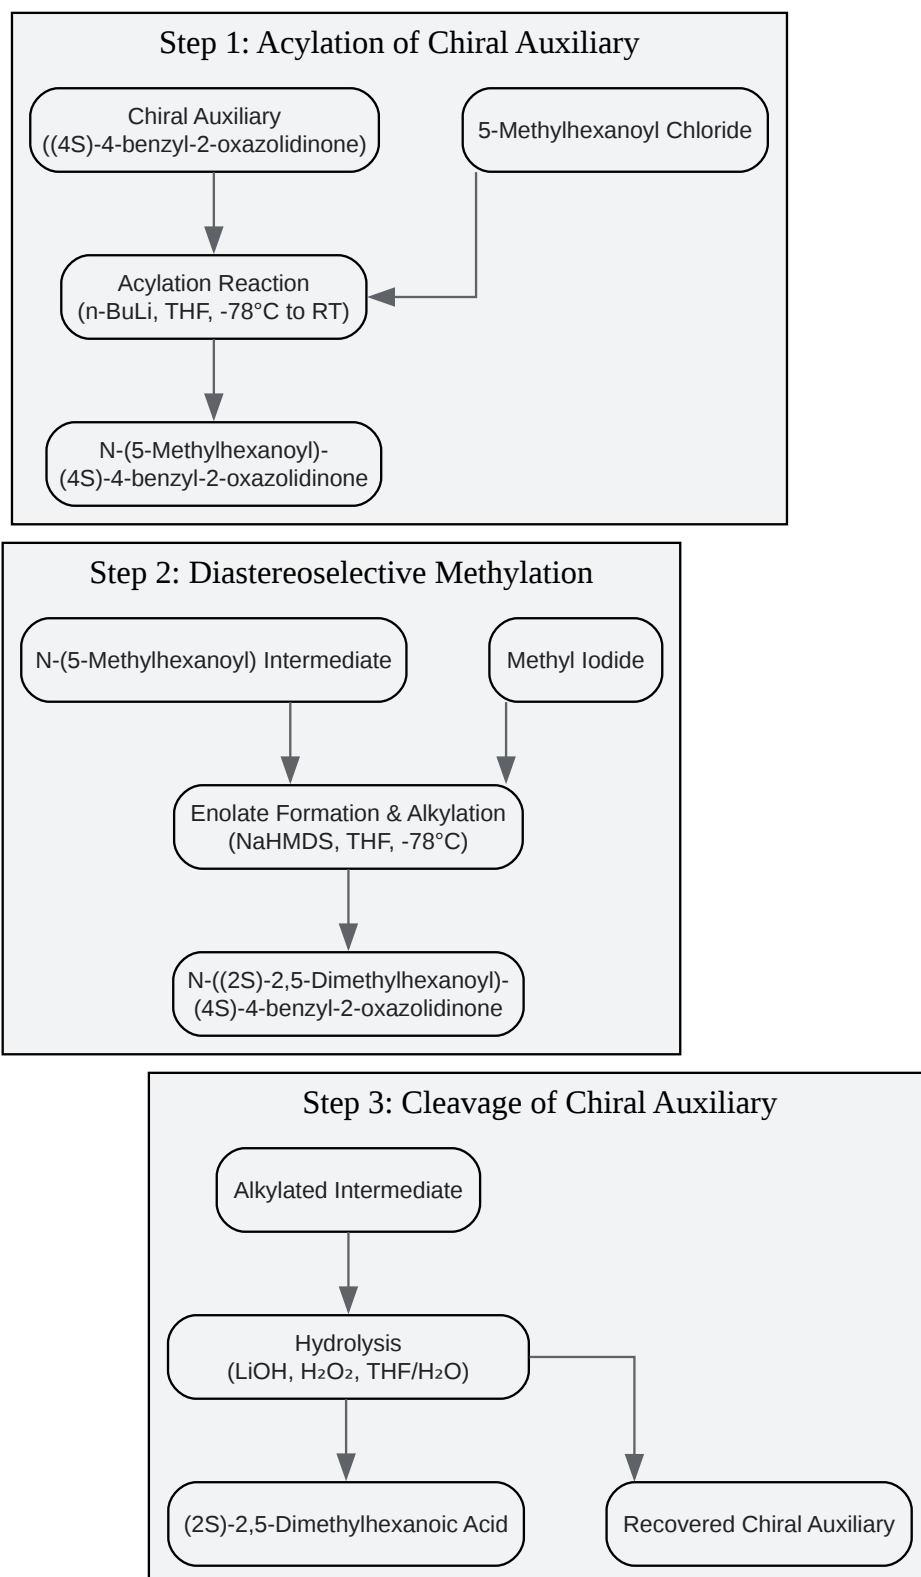 Step 1: Acylation of Chiral Auxiliary
Chiral Auxiliary
((4S)-4-benzyl-2-oxazolidinone)
5-Methylhexanoyl Chloride
Acylation Reaction
(n-BuLi, THF, -78°C to RT)
N-(5-Methylhexanoyl)-
(4S)-4-benzyl-2-oxazolidinone
Step 2: Diastereoselective Methylation
N-(5-Methylhexanoyl) Intermediate
Methyl Iodide
Enolate Formation & Alkylation
(NaHMDS, THF, -78°C)
N-((2S)-2,5-Dimethylhexanoyl)-
(4S)-4-benzyl-2-oxazolidinone
Step 3: Cleavage of Chiral Auxiliary
Alkylated Intermediate
Hydrolysis
(LiOH, H₂O₂, THF/H₂O)
(2S)-2,5-Dimethylhexanoic Acid
Recovered Chiral Auxiliary